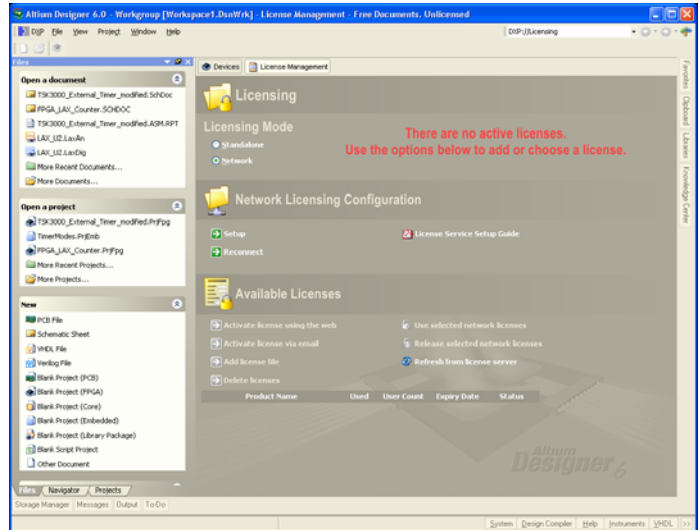 Altium Designer 6.0 - Workgroup [Workspace1.DsnWrk] - License Management - Free Documents. Unlicensed
DXP File View Project Window Help
DXP://Licensing
Files
Devices License Management
Open a document
TSK3000_External_Timer_modified.SchDoc
FPGA_LAX_Counter.SCHDOC
TSK3000_External_Timer_modified.ASM.RPT
LAX_U2.LaxAn
LAX_U2.LaxDig
More Recent Documents...
More Documents...
Open a project
TSK3000_External_Timer_modified.PrjFpg
TimerModes.PrjEmb
FPGA_LAX_Counter.PrjFpg
More Recent Projects...
More Projects...
New
PCB File
Schematic Sheet
VHDL File
Verilog File
Blank Project (PCB)
Blank Project (FPGA)
Blank Project (Core)
Blank Project (Embedded)
Blank Project (Library Package)
Blank Script Project
Other Document
Files Navigator Projects
Storage Manager Messages Output To-Do
Licensing
Licensing Mode
Standalone
Network
There are no active licenses.
Use the options below to add or choose a license.
Network Licensing Configuration
Setup
License Service Setup Guide
Reconnect
Available Licenses
Activate license using the web
Use selected network licenses
Activate license via email
Release selected network licenses
Add license file
Refresh from license server
Delete licenses
Product Name Used User Count Expiry Date Status
Altium
Designer 6
Favorites
Clipboard
Libraries
Knowledge Center
System Design Compiler Help Instruments VHDL >>